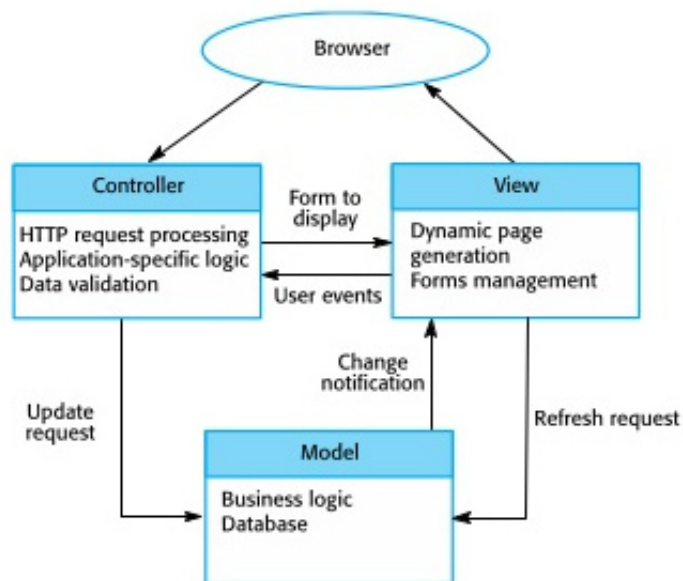 Browser
Controller
HTTP request processing
Application-specific logic
Data validation
Form to
display
User events
View
Dynamic page
generation
Forms management
Update
request
Change
notification
Refresh request
Model
Business logic
Database